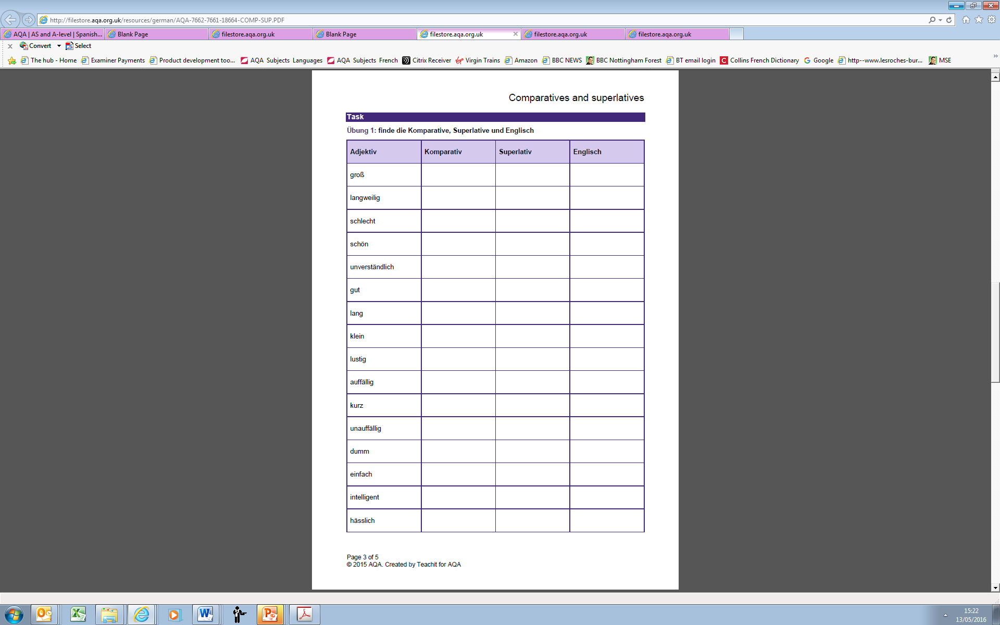 http://filestore.aqa.org.uk/resources/german/AQA-7662-7661-18664-COMP-SUP.PDF
AQA | AS and A-level | Spanish... Blank Page filestore.aqa.org.uk Blank Page filestore.aqa.org.uk filestore.aqa.org.uk filestore.aqa.org.uk
x Convert Select
The hub - Home Examiner Payments Product development too... AQA Subjects Languages AQA Subjects French Citrix Receiver Virgin Trains Amazon BBC NEWS BBC Nottingham Forest BT email login Collins French Dictionary Google http--www.lesroches-bur... MSE
Comparatives and superlatives
Task
Übung 1: finde die Komparative, Superlative und Englisch
Adjektiv Komparativ Superlativ Englisch
groß
langweilig
schlecht
schön
unverständlich
gut
lang
klein
lustig
auffällig
kurz
unauffällig
dumm
einfach
intelligent
hässlich
Page 3 of 5
© 2015 AQA. Created by Teachit for AQA
15:22
13/05/2016